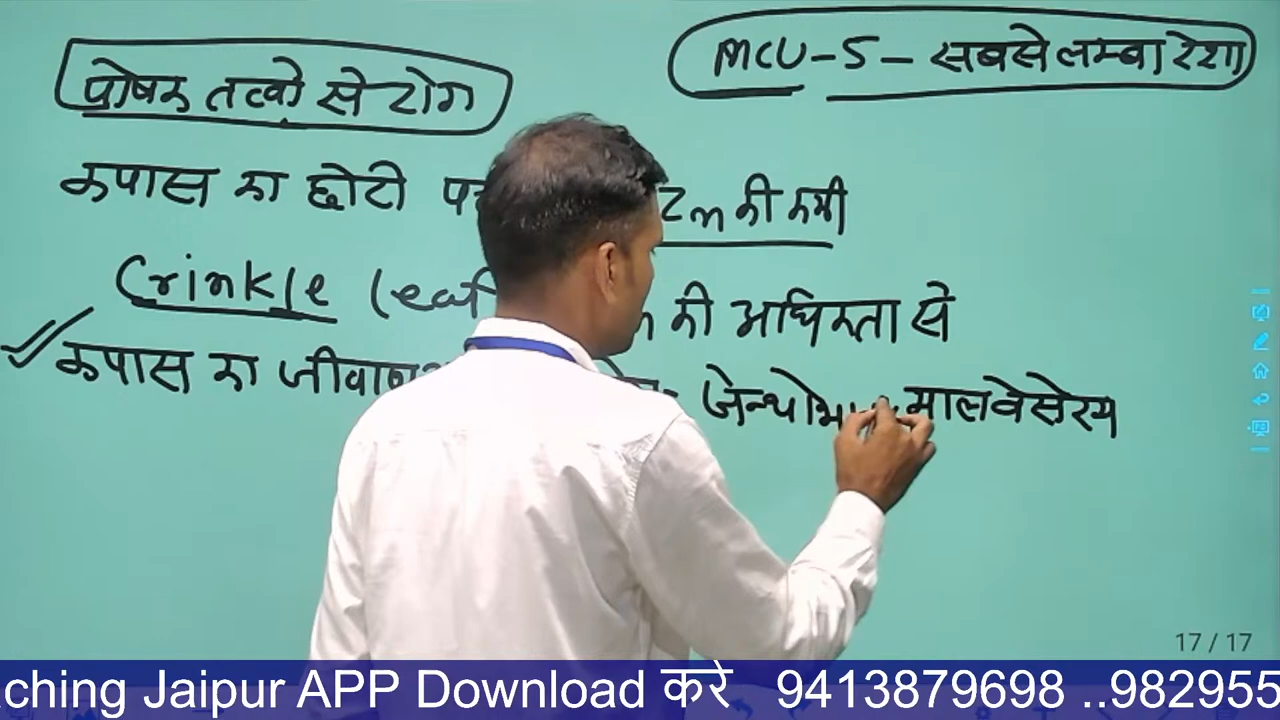 MCU-5 - सबसे लम्बा रेशा
पोषक तत्वो से रोग
कपास का छोटी Zn की कमी
Crinkle leaf की अधिकता से
कपास का जीवाणु जेन्थोमोनास मालवेसेरम
17 / 17
ching Jaipur APP Download करे 9413879698 ..982955